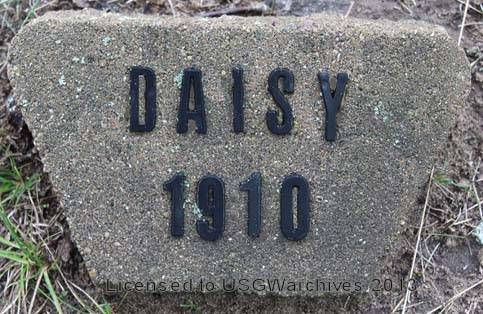 DAISY
1910
Licensed to USGWarchives 2013